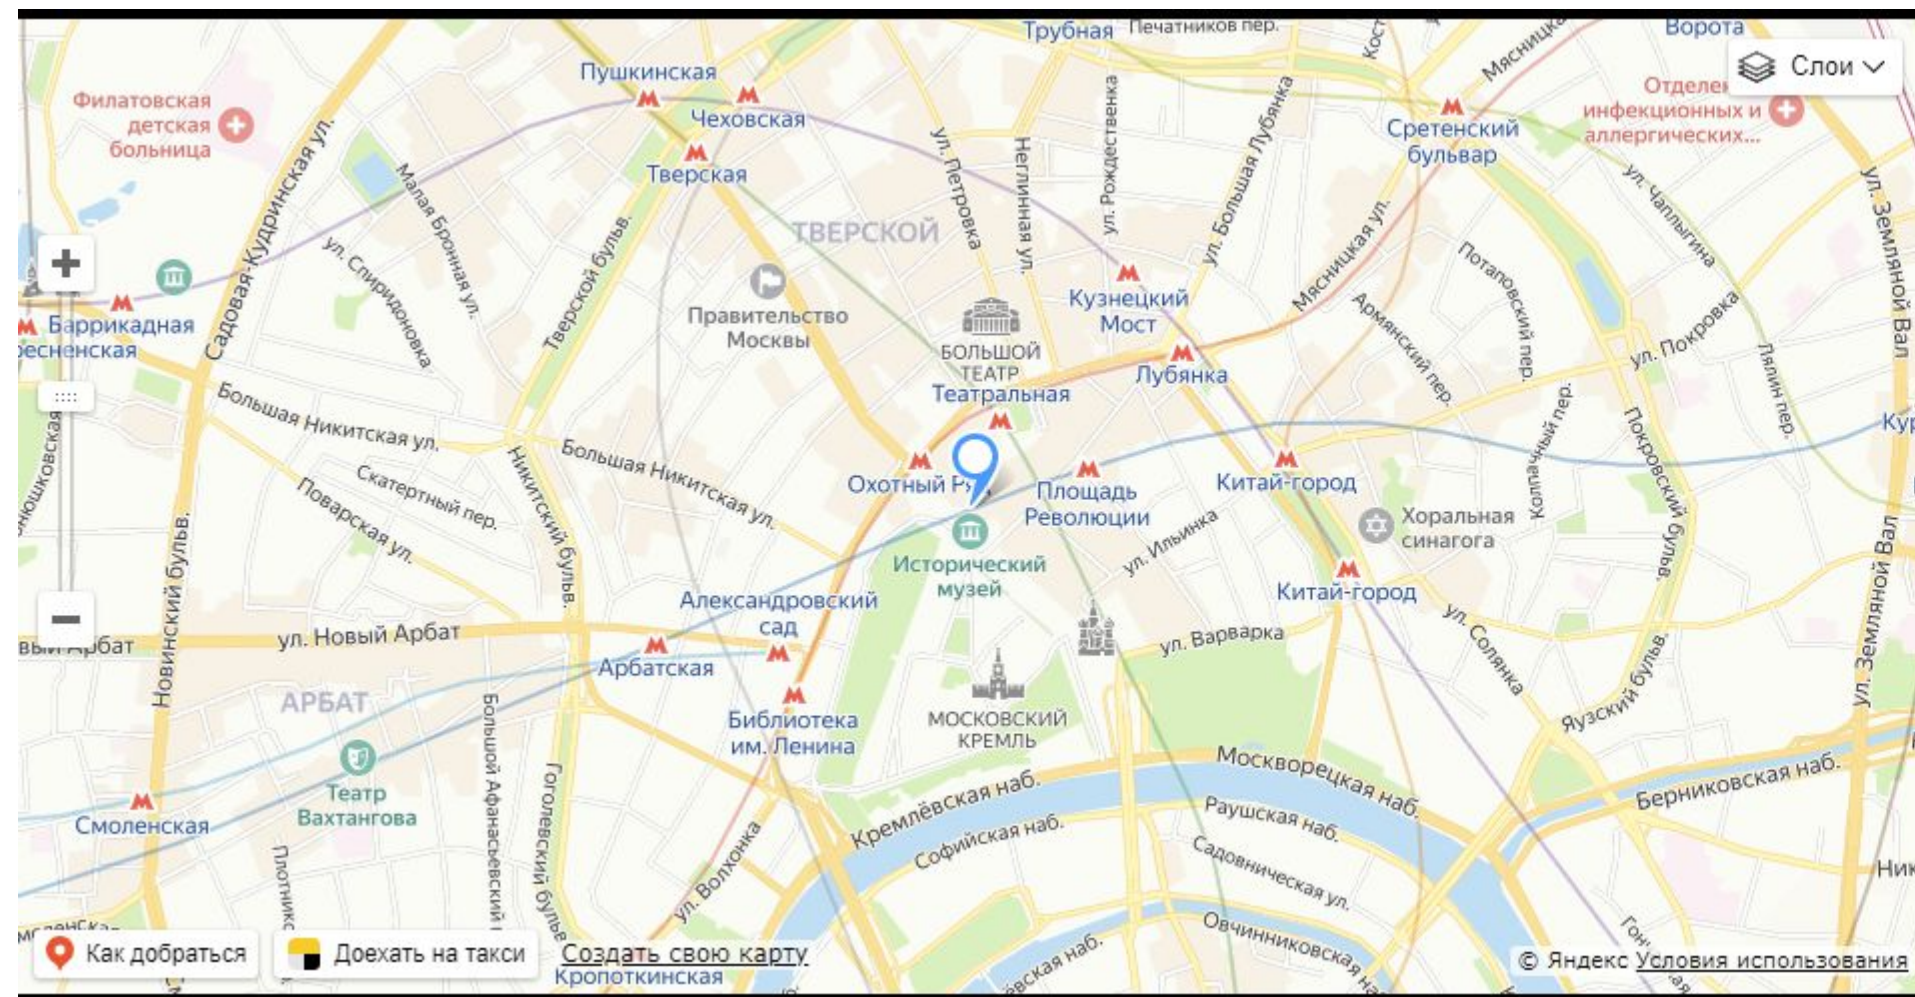 Трубная
Печатников пер.
Мясницкая
Ворота
Слои
Пушкинская
Чеховская
Тверская
Филатовская
детская
больница
Сретенский
бульвар
инфекционных и
аллергических...
Садовая-Кудринская ул.
Малая Бронная ул.
ул. Спиридоновка
Тверской бульв.
ТВЕРСКОЙ
ул. Петровка
Неглинная ул.
ул. Рождественка
ул. Большая Лубянка
Мясницкая ул.
ул. Чаплыгина
ул. Земляной Вал
Потаповский пер.
Армянский пер.
ул. Покровка
Лялин пер.
Баррикадная
Правительство
Москвы
Кузнецкий
Мост
БОЛЬШОЙ
ТЕАТР
Театральная
Лубянка
Большая Никитская ул.
Большая Никитская ул.
Скатертный пер.
Поварская ул.
Никитский бульв.
Охотный
Площадь
Революции
Китай-город
Колпачный пер.
Покровский бульв.
Хоральная
синагога
ул. Ильинка
Исторический
музей
Китай-город
Александровский
сад
Новинский бульв.
ул. Новый Арбат
Арбат
Арбатская
ул. Варварка
ул. Солянка
Яузский бульв.
ул. Земляной Вал
АРБАТ
Библиотека
им. Ленина
МОСКОВСКИЙ
КРЕМЛЬ
Большой Афанасьевский
Театр
Вахтангова
Смоленская
Гоголевский бульв
Кремлёвская наб.
Москворецкая наб.
Берниковская наб.
Софийская наб.
Раушская наб.
Садовническая ул.
ул. Волхонка
Овчинниковская
наб.
Как добраться
Доехать на такси
Создать свою карту
Кропоткинская
© Яндекс Условия использования